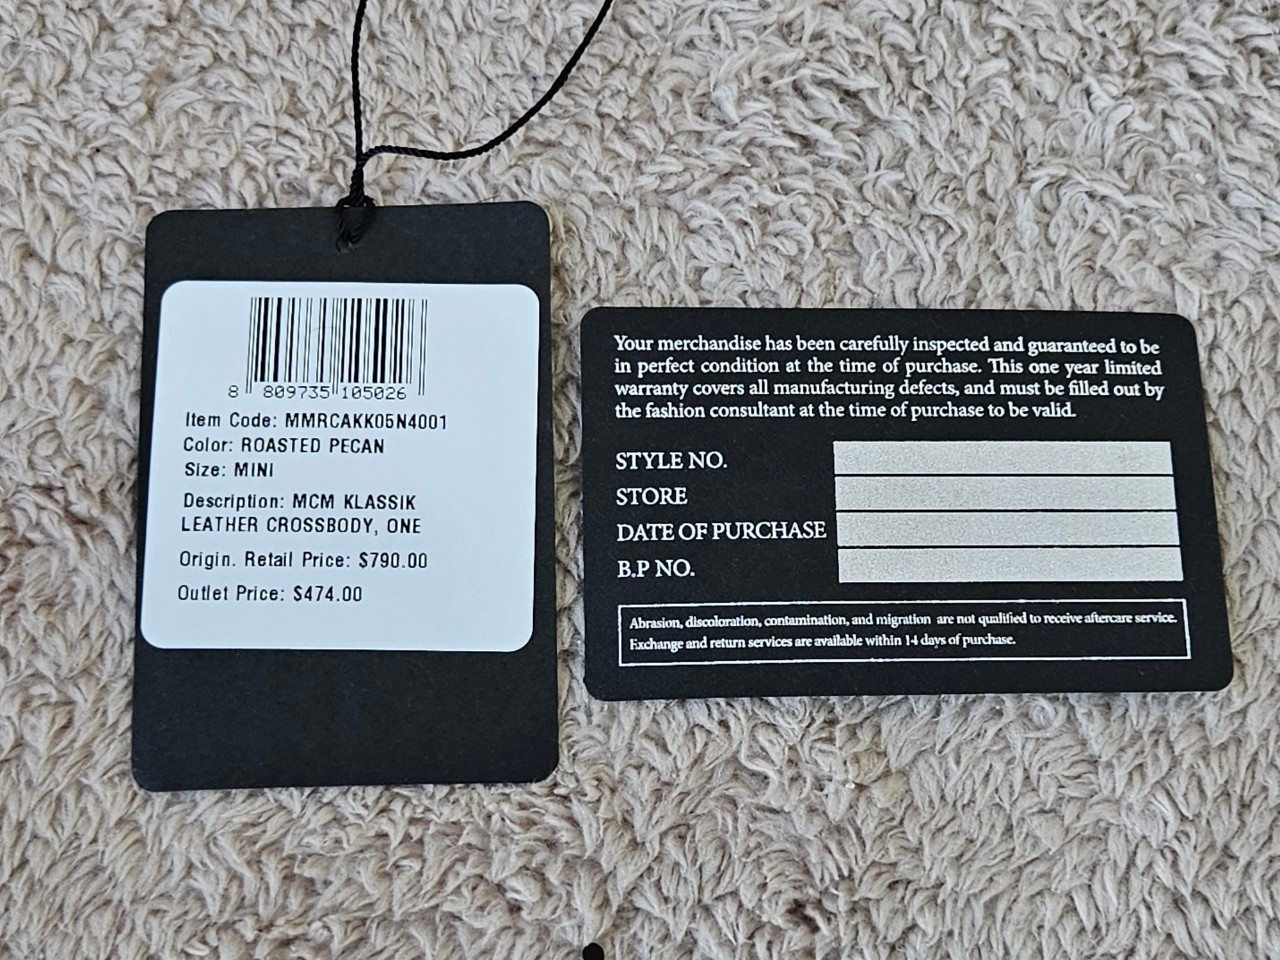 8 809735 105026
Item Code: MMRCAKK05N4001
Color: ROASTED PECAN
Size: MINI
Description: MCM KLASSIK
LEATHER CROSSBODY, ONE
Origin. Retail Price: $790.00
Outlet Price: $474.00
Your merchandise has been carefully inspected and guaranteed to be
in perfect condition at the time of purchase. This one year limited
warranty covers all manufacturing defects, and must be filled out by
the fashion consultant at the time of purchase to be valid.
STYLE NO.
STORE
DATE OF PURCHASE
B.P NO.
Abrasion, discoloration, contamination, and migration are not qualified to receive aftercare service.
Exchange and return services are available within 14 days of purchase.